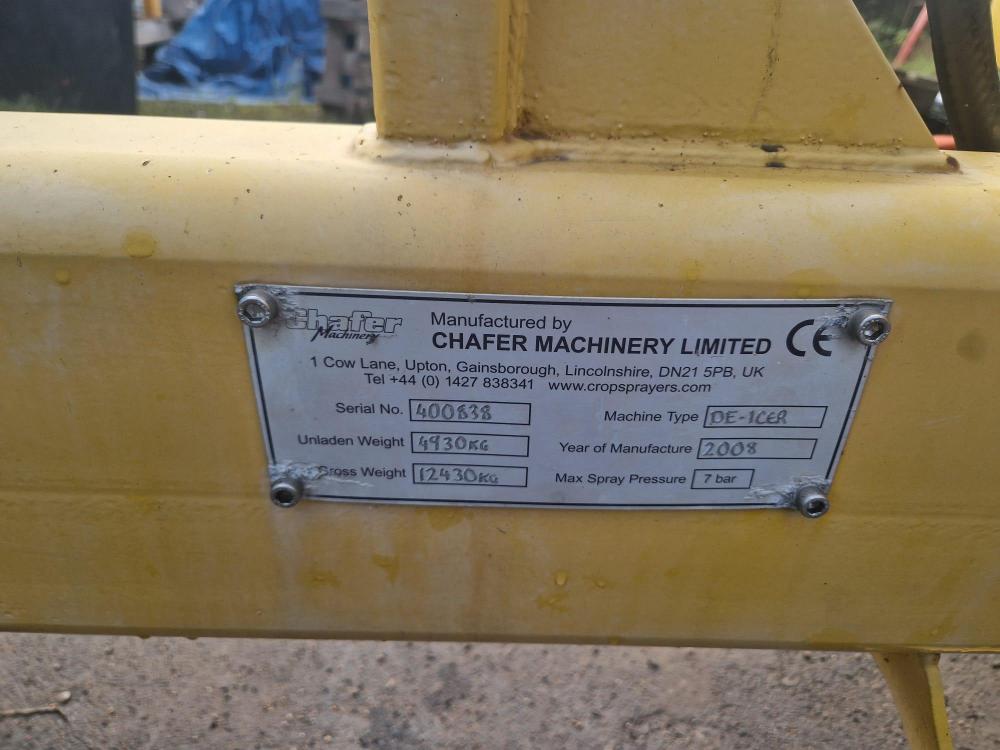 Chafer
Machinery
Manufactured by
CHAFER MACHINERY LIMITED CE
1 Cow Lane, Upton, Gainsborough, Lincolnshire, DN21 5PB, UK
Tel +44 (0) 1427 838341 www.cropsprayers.com
Serial No. 400838
Machine Type DE-ICER
Unladen Weight 4930KG
Year of Manufacture 2008
Gross Weight 12430KG
Max Spray Pressure 7 bar